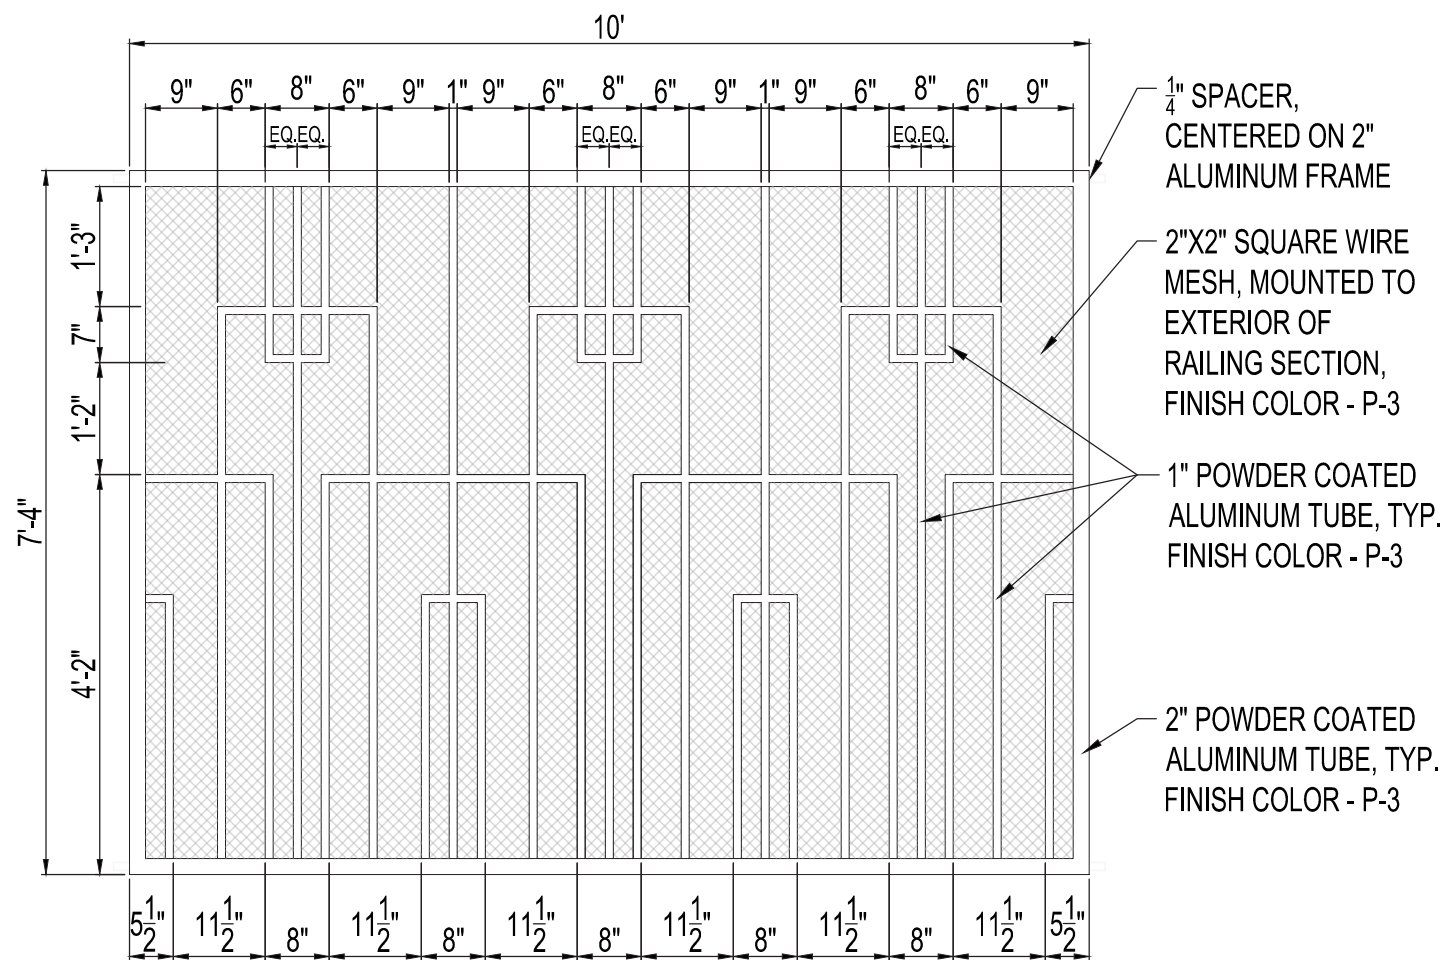 10'
9" 6" 8" 6" 9" 1" 9" 6" 8" 6" 9" 1" 9" 6" 8" 6" 9"
EQ. EQ. EQ. EQ. EQ. EQ.
1'-3"
7"
1'-2"
4'-2"
7'-4"
1/4" SPACER,
CENTERED ON 2"
ALUMINUM FRAME
2"X2" SQUARE WIRE
MESH, MOUNTED TO
EXTERIOR OF
RAILING SECTION,
FINISH COLOR - P-3
1" POWDER COATED
ALUMINUM TUBE, TYP.
FINISH COLOR - P-3
2" POWDER COATED
ALUMINUM TUBE, TYP.
FINISH COLOR - P-3
5 1/2" 11 1/2" 8" 11 1/2" 8" 11 1/2" 8" 11 1/2" 8" 11 1/2" 8" 11 1/2" 5 1/2"